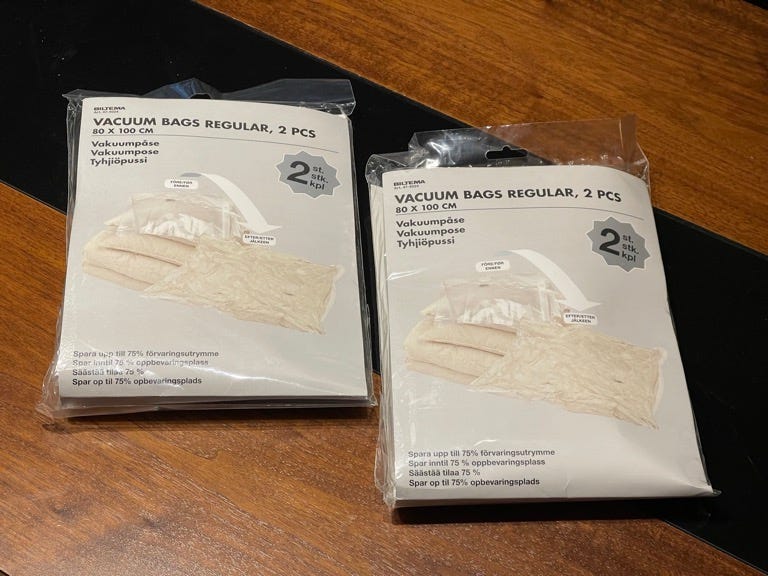 BILTEMA
VACUUM BAGS REGULAR, 2 PCS
80 X 100 CM
Vakuumpåse
Vakuumpose
Tyhjiöpussi
2 st.
stk.
kpl
FÖRE/FØR
ENNEN
EFTER/ETTER
JÄLKEEN
Spara upp till 75% förvaringsutrymme
Spar inntil 75 % oppbevaringsplass
Säästää tilaa 75 %
Spar op til 75% opbevaringsplads
BILTEMA
VACUUM BAGS REGULAR, 2 PCS
80 X 100 CM
Vakuumpåse
Vakuumpose
Tyhjiöpussi
2 st.
stk.
kpl
FÖRE/FØR
ENNEN
EFTER/ETTER
JÄLKEEN
Spara upp till 75% förvaringsutrymme
Spar inntil 75 % oppbevaringsplass
Säästää tilaa 75 %
Spar op til 75% opbevaringsplads